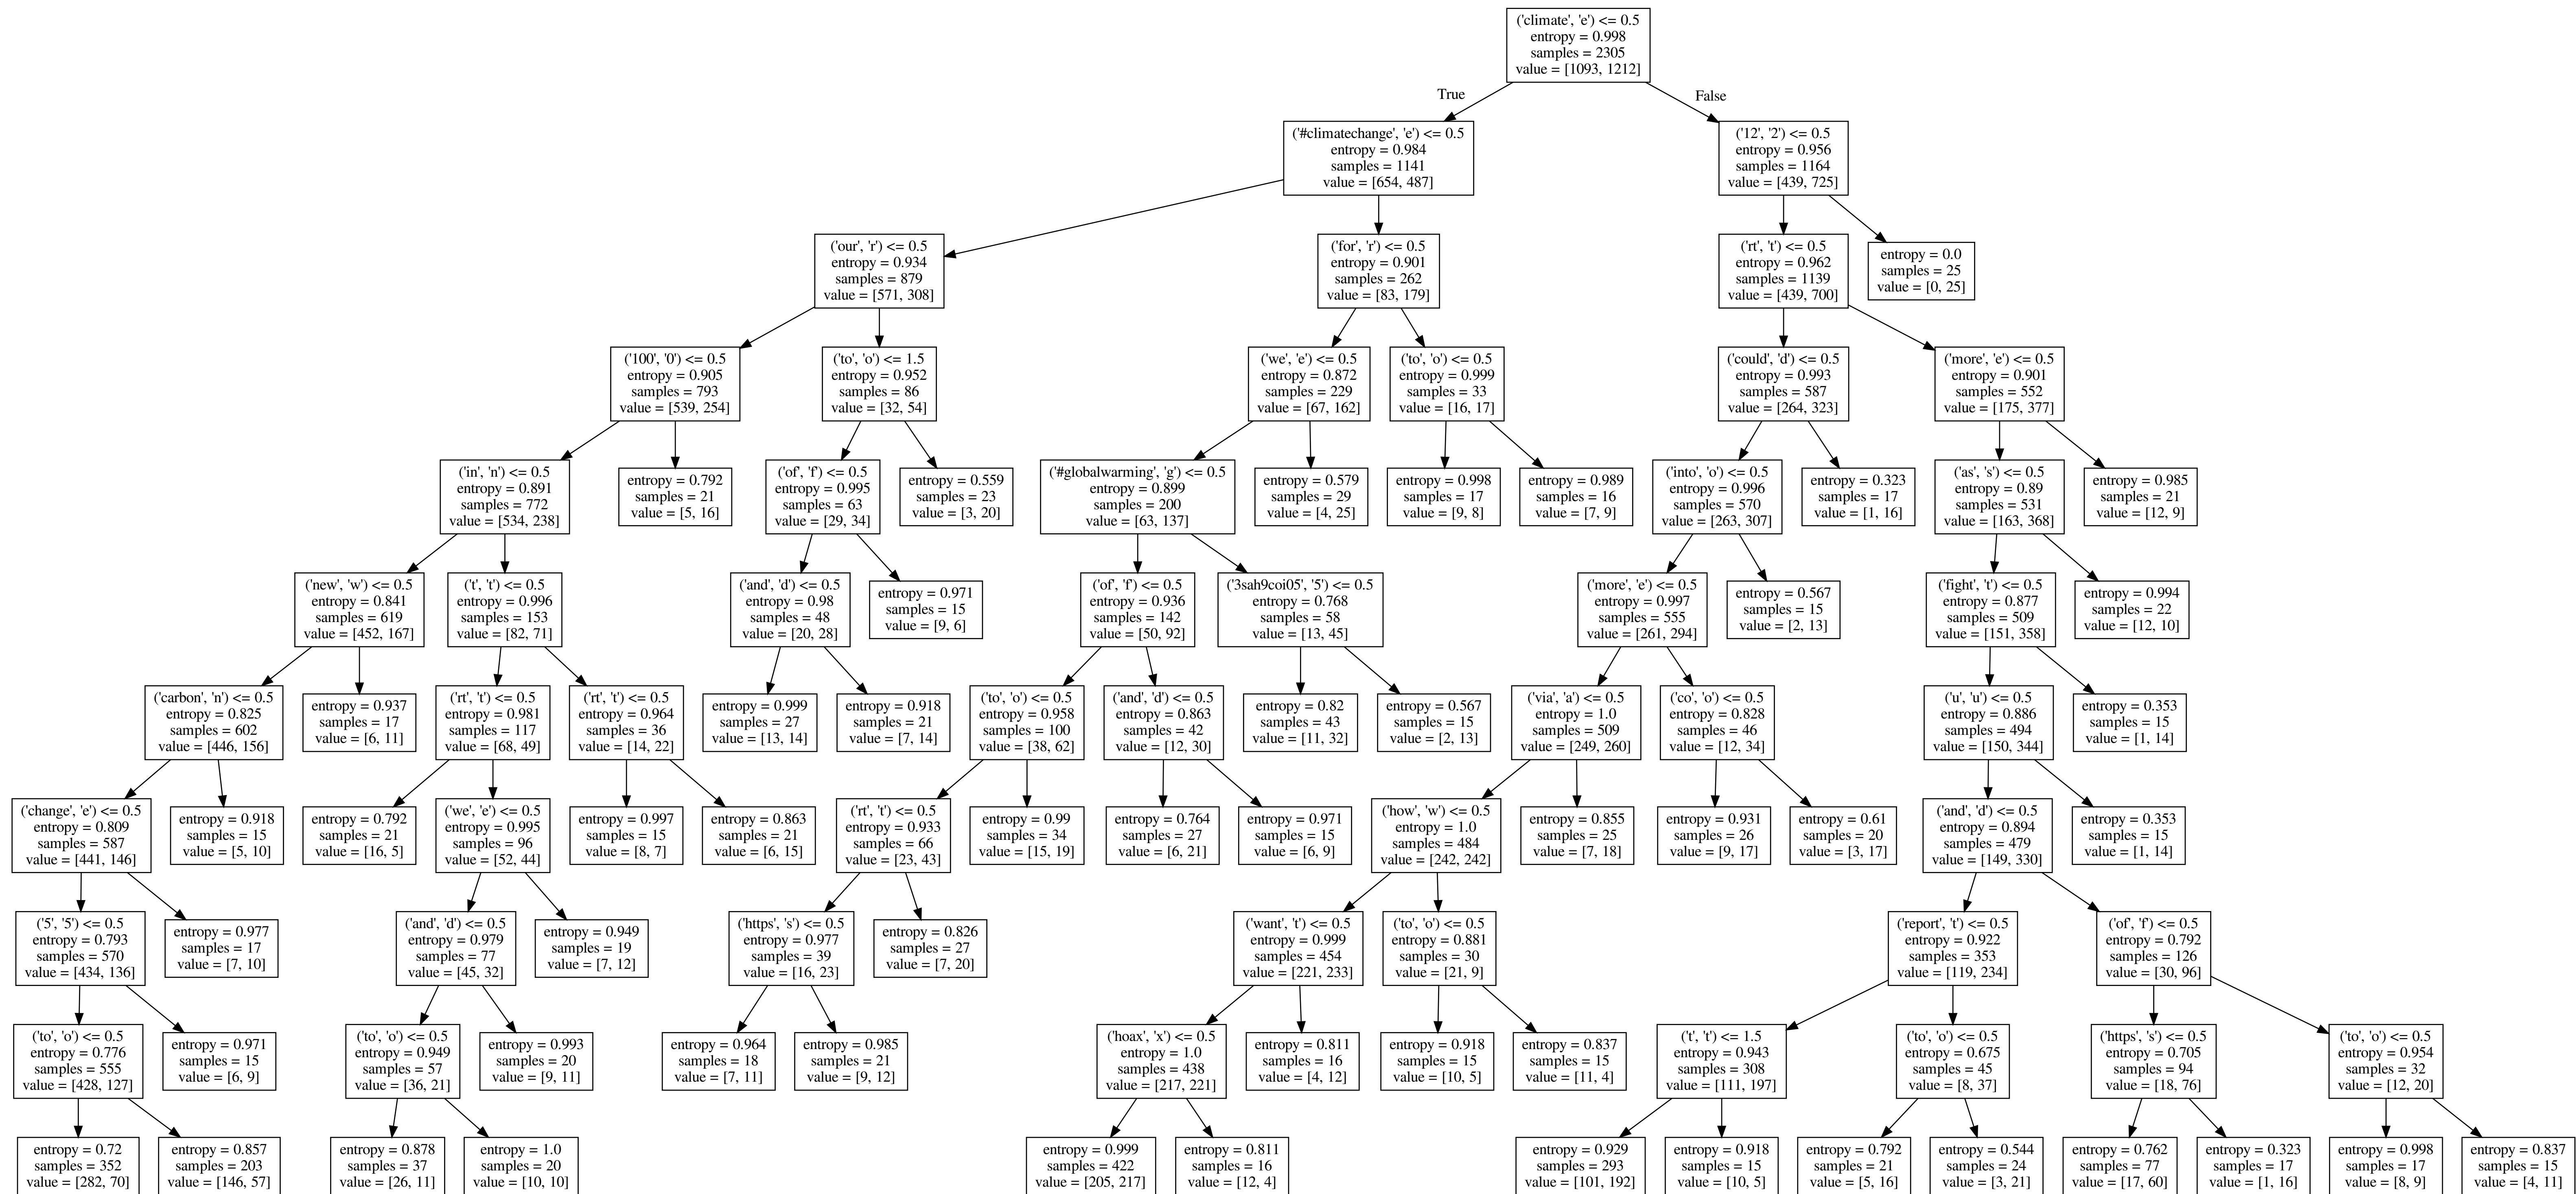 ('climate', 'e') <= 0.5
entropy = 0.998
samples = 2305
value = [1093, 1212]
True
False
('#climatechange', 'e') <= 0.5
entropy = 0.984
samples = 1141
value = [654, 487]
('12', '2') <= 0.5
entropy = 0.956
samples = 1164
value = [439, 725]
('our', 'r') <= 0.5
entropy = 0.934
samples = 879
value = [571, 308]
('for', 'r') <= 0.5
entropy = 0.901
samples = 262
value = [83, 179]
('rt', 't') <= 0.5
entropy = 0.962
samples = 1139
value = [439, 700]
entropy = 0.0
samples = 25
value = [0, 25]
('100', '0') <= 0.5
entropy = 0.905
samples = 793
value = [539, 254]
('to', 'o') <= 1.5
entropy = 0.952
samples = 86
value = [32, 54]
('we', 'e') <= 0.5
entropy = 0.872
samples = 229
value = [67, 162]
('to', 'o') <= 0.5
entropy = 0.999
samples = 33
value = [16, 17]
('could', 'd') <= 0.5
entropy = 0.993
samples = 587
value = [264, 323]
('more', 'e') <= 0.5
entropy = 0.901
samples = 552
value = [175, 377]
('in', 'n') <= 0.5
entropy = 0.891
samples = 772
value = [534, 238]
entropy = 0.792
samples = 21
value = [5, 16]
('of', 'f') <= 0.5
entropy = 0.995
samples = 63
value = [29, 34]
entropy = 0.559
samples = 23
value = [3, 20]
('#globalwarming', 'g') <= 0.5
entropy = 0.899
samples = 200
value = [63, 137]
entropy = 0.579
samples = 29
value = [4, 25]
entropy = 0.998
samples = 17
value = [9, 8]
entropy = 0.989
samples = 16
value = [7, 9]
('into', 'o') <= 0.5
entropy = 0.996
samples = 570
value = [263, 307]
entropy = 0.323
samples = 17
value = [1, 16]
('as', 's') <= 0.5
entropy = 0.89
samples = 531
value = [163, 368]
entropy = 0.985
samples = 21
value = [12, 9]
('new', 'w') <= 0.5
entropy = 0.841
samples = 619
value = [452, 167]
('t', 't') <= 0.5
entropy = 0.996
samples = 153
value = [82, 71]
('and', 'd') <= 0.5
entropy = 0.98
samples = 48
value = [20, 28]
entropy = 0.971
samples = 15
value = [9, 6]
('of', 'f') <= 0.5
entropy = 0.936
samples = 142
value = [50, 92]
('3sah9coi05', '5') <= 0.5
entropy = 0.768
samples = 58
value = [13, 45]
('more', 'e') <= 0.5
entropy = 0.997
samples = 555
value = [261, 294]
entropy = 0.567
samples = 15
value = [2, 13]
('fight', 't') <= 0.5
entropy = 0.877
samples = 509
value = [151, 358]
entropy = 0.994
samples = 22
value = [12, 10]
('carbon', 'n') <= 0.5
entropy = 0.825
samples = 602
value = [446, 156]
entropy = 0.937
samples = 17
value = [6, 11]
('rt', 't') <= 0.5
entropy = 0.981
samples = 117
value = [68, 49]
('rt', 't') <= 0.5
entropy = 0.964
samples = 36
value = [14, 22]
entropy = 0.999
samples = 27
value = [13, 14]
entropy = 0.918
samples = 21
value = [7, 14]
('to', 'o') <= 0.5
entropy = 0.958
samples = 100
value = [38, 62]
('and', 'd') <= 0.5
entropy = 0.863
samples = 42
value = [12, 30]
entropy = 0.82
samples = 43
value = [11, 32]
entropy = 0.567
samples = 15
value = [2, 13]
('via', 'a') <= 0.5
entropy = 1.0
samples = 509
value = [249, 260]
('co', 'o') <= 0.5
entropy = 0.828
samples = 46
value = [12, 34]
('u', 'u') <= 0.5
entropy = 0.886
samples = 494
value = [150, 344]
entropy = 0.353
samples = 15
value = [1, 14]
('change', 'e') <= 0.5
entropy = 0.809
samples = 587
value = [441, 146]
entropy = 0.918
samples = 15
value = [5, 10]
entropy = 0.792
samples = 21
value = [16, 5]
('we', 'e') <= 0.5
entropy = 0.995
samples = 96
value = [52, 44]
entropy = 0.997
samples = 15
value = [8, 7]
entropy = 0.863
samples = 21
value = [6, 15]
('rt', 't') <= 0.5
entropy = 0.933
samples = 66
value = [23, 43]
entropy = 0.99
samples = 34
value = [15, 19]
entropy = 0.764
samples = 27
value = [6, 21]
entropy = 0.971
samples = 15
value = [6, 9]
('how', 'w') <= 0.5
entropy = 1.0
samples = 484
value = [242, 242]
entropy = 0.855
samples = 25
value = [7, 18]
entropy = 0.931
samples = 26
value = [9, 17]
entropy = 0.61
samples = 20
value = [3, 17]
('and', 'd') <= 0.5
entropy = 0.894
samples = 479
value = [149, 330]
entropy = 0.353
samples = 15
value = [1, 14]
('5', '5') <= 0.5
entropy = 0.793
samples = 570
value = [434, 136]
entropy = 0.977
samples = 17
value = [7, 10]
('and', 'd') <= 0.5
entropy = 0.979
samples = 77
value = [45, 32]
entropy = 0.949
samples = 19
value = [7, 12]
('https', 's') <= 0.5
entropy = 0.977
samples = 39
value = [16, 23]
entropy = 0.826
samples = 27
value = [7, 20]
('want', 't') <= 0.5
entropy = 0.999
samples = 454
value = [221, 233]
('to', 'o') <= 0.5
entropy = 0.881
samples = 30
value = [21, 9]
('report', 't') <= 0.5
entropy = 0.922
samples = 353
value = [119, 234]
('of', 'f') <= 0.5
entropy = 0.792
samples = 126
value = [30, 96]
('to', 'o') <= 0.5
entropy = 0.776
samples = 555
value = [428, 127]
entropy = 0.971
samples = 15
value = [6, 9]
('to', 'o') <= 0.5
entropy = 0.949
samples = 57
value = [36, 21]
entropy = 0.993
samples = 20
value = [9, 11]
entropy = 0.964
samples = 18
value = [7, 11]
entropy = 0.985
samples = 21
value = [9, 12]
('hoax', 'x') <= 0.5
entropy = 1.0
samples = 438
value = [217, 221]
entropy = 0.811
samples = 16
value = [4, 12]
entropy = 0.918
samples = 15
value = [10, 5]
entropy = 0.837
samples = 15
value = [11, 4]
('t', 't') <= 1.5
entropy = 0.943
samples = 308
value = [111, 197]
('to', 'o') <= 0.5
entropy = 0.675
samples = 45
value = [8, 37]
('https', 's') <= 0.5
entropy = 0.705
samples = 94
value = [18, 76]
('to', 'o') <= 0.5
entropy = 0.954
samples = 32
value = [12, 20]
entropy = 0.72
samples = 352
value = [282, 70]
entropy = 0.857
samples = 203
value = [146, 57]
entropy = 0.878
samples = 37
value = [26, 11]
entropy = 1.0
samples = 20
value = [10, 10]
entropy = 0.999
samples = 422
value = [205, 217]
entropy = 0.811
samples = 16
value = [12, 4]
entropy = 0.929
samples = 293
value = [101, 192]
entropy = 0.918
samples = 15
value = [10, 5]
entropy = 0.792
samples = 21
value = [5, 16]
entropy = 0.544
samples = 24
value = [3, 21]
entropy = 0.762
samples = 77
value = [17, 60]
entropy = 0.323
samples = 17
value = [1, 16]
entropy = 0.998
samples = 17
value = [8, 9]
entropy = 0.837
samples = 15
value = [4, 11]